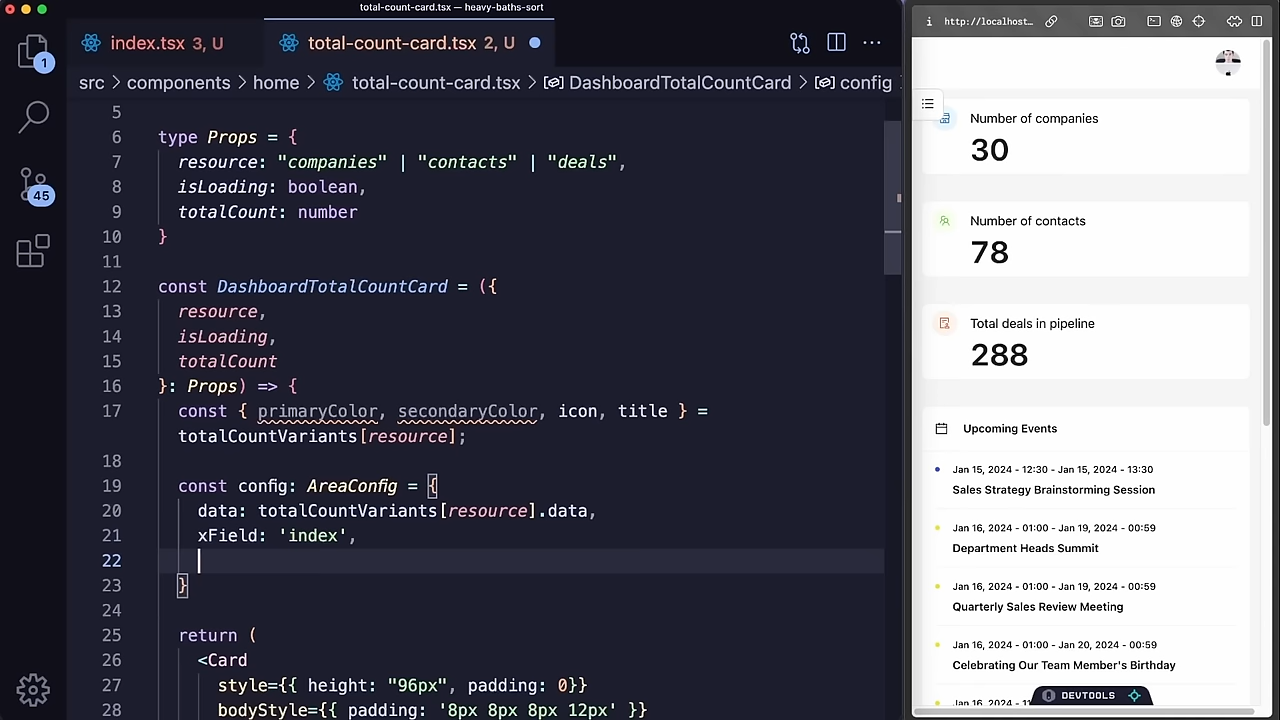 total-count-card.tsx — heavy-baths-sort
index.tsx 3, U
total-count-card.tsx 2, U
src > components > home > total-count-card.tsx > DashboardTotalCountCard > config
1
45
5
6 type Props = {
7 resource: "companies" | "contacts" | "deals",
8 isLoading: boolean,
9 totalCount: number
10 }
11
12 const DashboardTotalCountCard = ({
13 resource,
14 isLoading,
15 totalCount
16 }: Props) => {
17 const { primaryColor, secondaryColor, icon, title } =
totalCountVariants[resource];
18
19 const config: AreaConfig = {
20 data: totalCountVariants[resource].data,
21 xField: 'index',
22
23 }
24
25 return (
26 <Card
27 style={{ height: "96px", padding: 0}}
28 bodyStyle={{ padding: '8px 8px 8px 12px' }}
http://localhost…
Number of companies
30
Number of contacts
78
Total deals in pipeline
288
Upcoming Events
Jan 15, 2024 - 12:30 - Jan 15, 2024 - 13:30
Sales Strategy Brainstorming Session
Jan 16, 2024 - 01:00 - Jan 19, 2024 - 00:59
Department Heads Summit
Jan 16, 2024 - 01:00 - Jan 19, 2024 - 00:59
Quarterly Sales Review Meeting
Jan 16, 2024 - 01:00 - Jan 20, 2024 - 00:59
Celebrating Our Team Member's Birthday
Jan 16, 2024 - 
DEVTOOLS